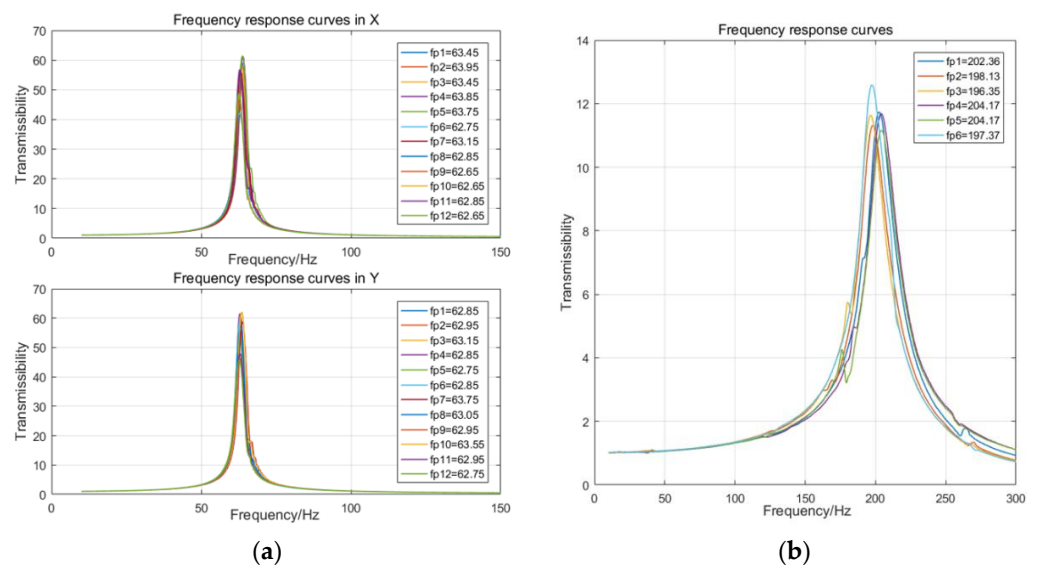 Frequency response curves in X
70
60
50
40
30
20
10
0
Transmissibility
50
100
150
Frequency/Hz
fp1=63.45
fp2=63.95
fp3=63.45
fp4=63.85
fp5=63.75
fp6=62.75
fp7=63.15
fp8=62.85
fp9=62.65
fp10=62.65
fp11=62.85
fp12=62.65
Frequency response curves in Y
70
60
50
40
30
20
10
0
Transmissibility
0
50
100
150
Frequency/Hz
fp1=62.85
fp2=62.95
fp3=63.15
fp4=62.85
fp5=62.75
fp6=62.85
fp7=63.75
fp8=63.05
fp9=62.95
fp10=63.55
fp11=62.95
fp12=62.75
(a)
Frequency response curves
14
12
10
8
6
4
2
0
Transmissibility
0
50
100
150
200
250
300
Frequency/Hz
fp1=202.36
fp2=198.13
fp3=196.35
fp4=204.17
fp5=204.17
fp6=197.37
(b)